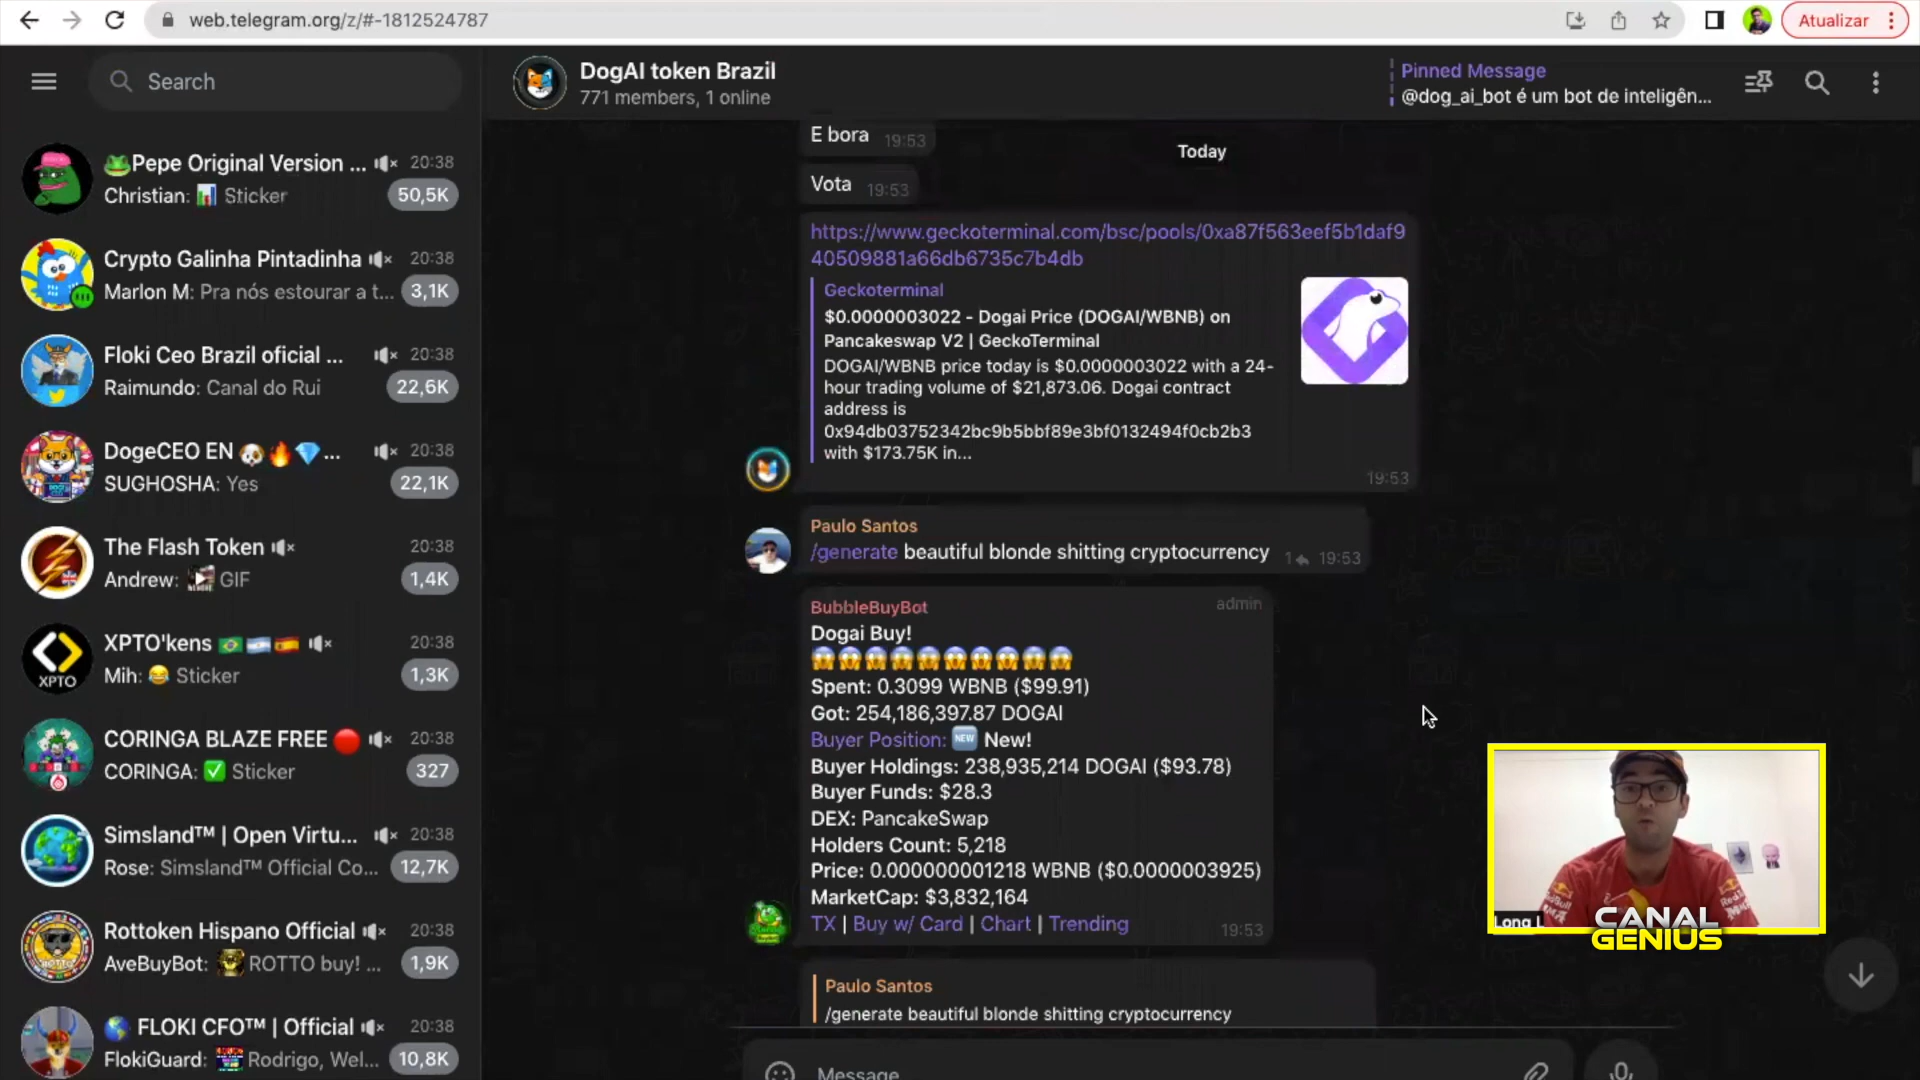 web.telegram.org/z/#-1812524787
Atualizar
Search
Pepe Original Version ... 20:38
Christian: Sticker 50,5K
Crypto Galinha Pintadinha 20:38
Marlon M: Pra nós estourar a t... 3,1K
Floki Ceo Brazil oficial ... 20:38
Raimundo: Canal do Rui 22,6K
DogeCEO EN ... 20:38
SUGHOSHA: Yes 22,1K
The Flash Token 20:38
Andrew: GIF 1,4K
XPTO
XPTO'kens 20:38
Mih: Sticker 1,3K
CORINGA BLAZE FREE 20:38
CORINGA: Sticker 327
Simsland™ | Open Virtu... 20:38
Rose: Simsland™ Official Co... 12,7K
Rottoken Hispano Official 20:38
AveBuyBot: ROTTO buy! ... 1,9K
FLOKI CFO™ | Official 20:38
FlokiGuard: Rodrigo, Wel... 10,8K
DogAI token Brazil
771 members, 1 online
Pinned Message
@dog_ai_bot é um bot de inteligên...
Today
E bora 19:53
Vota 19:53
https://www.geckoterminal.com/bsc/pools/0xa87f563eef5b1daf9
40509881a66db6735c7b4db
Geckoterminal
$0.0000003022 - Dogai Price (DOGAI/WBNB) on
Pancakeswap V2 | GeckoTerminal
DOGAI/WBNB price today is $0.0000003022 with a 24-
hour trading volume of $21,873.06. Dogai contract
address is
0x94db03752342bc9b5bbf89e3bf0132494f0cb2b3
with $173.75K in...
19:53
Paulo Santos
/generate beautiful blonde shitting cryptocurrency 1 19:53
BubbleBuyBot admin
Dogai Buy!
Spent: 0.3099 WBNB ($99.91)
Got: 254,186,397.87 DOGAI
Buyer Position: NEW New!
Buyer Holdings: 238,935,214 DOGAI ($93.78)
Buyer Funds: $28.3
DEX: PancakeSwap
Holders Count: 5,218
Price: 0.000000001218 WBNB ($0.0000003925)
MarketCap: $3,832,164
TX | Buy w/ Card | Chart | Trending 19:53
Paulo Santos
/generate beautiful blonde shitting cryptocurrency
Message
CANAL
GENIUS